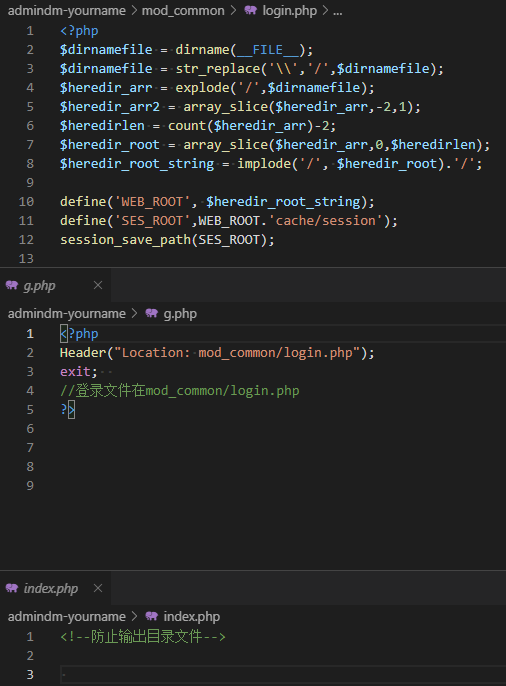 admindm-yourname > mod_common > login.php > ...
1 <?php
2 $dirnamefile = dirname(__FILE__);
3 $dirnamefile = str_replace('\\','/',$dirnamefile);
4 $heredir_arr = explode('/',$dirnamefile);
5 $heredir_arr2 = array_slice($heredir_arr,-2,1);
6 $heredirlen = count($heredir_arr)-2;
7 $heredir_root = array_slice($heredir_arr,0,$heredirlen);
8 $heredir_root_string = implode('/', $heredir_root).'/';
9
10 define('WEB_ROOT', $heredir_root_string);
11 define('SES_ROOT',WEB_ROOT.'cache/session');
12 session_save_path(SES_ROOT);
13
g.php ×
admindm-yourname > g.php
1 <?php
2 Header("Location: mod_common/login.php");
3 exit;
4 //登录文件在mod_common/login.php
5 ?>
6
7
8
9
index.php ×
admindm-yourname > index.php
1 <!--防止输出目录文件-->
2
3